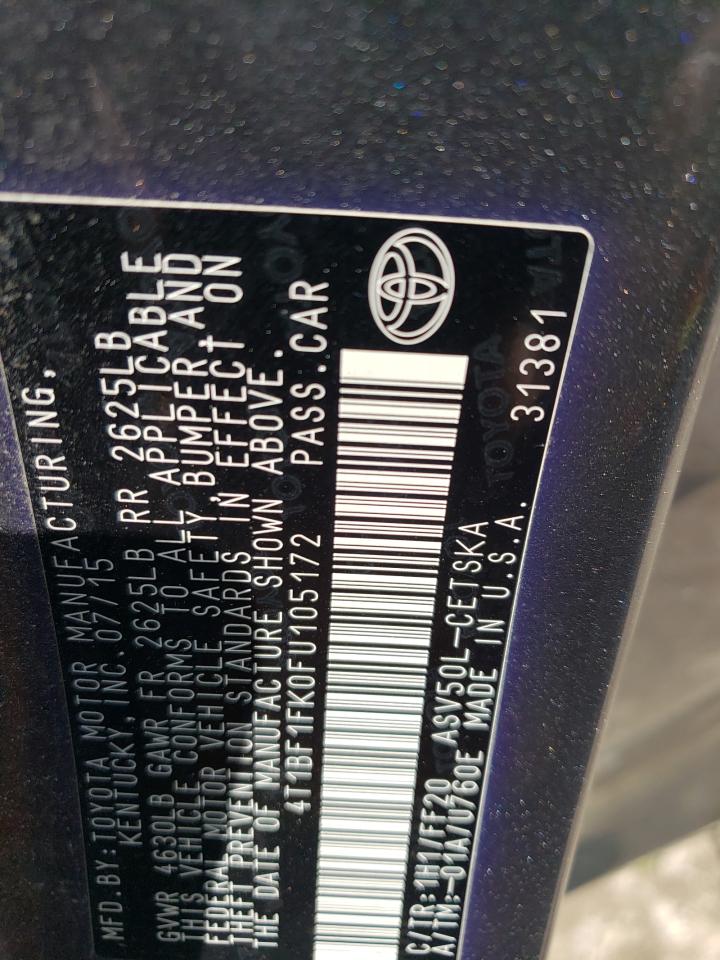 MFD.BY:TOYOTA MOTOR MANUFACTURING,
KENTUCKY, INC. 07/15
GVWR 4630LB GAWR FR 2625LB RR 2625LB
THIS VEHICLE CONFORMS TO ALL APPLICABLE
FEDERAL MOTOR VEHICLE SAFETY, BUMPER, AND
THEFT PREVENTION STANDARDS IN EFFECT ON
THE DATE OF MANUFACTURE SHOWN ABOVE.
4T1BF1FK0FU105172 PASS.CAR
C/TR:1H1/FF20 ASV50L-CETSKA
A/TM:-01A/U760E MADE IN U.S.A. 31381
TOYOTA